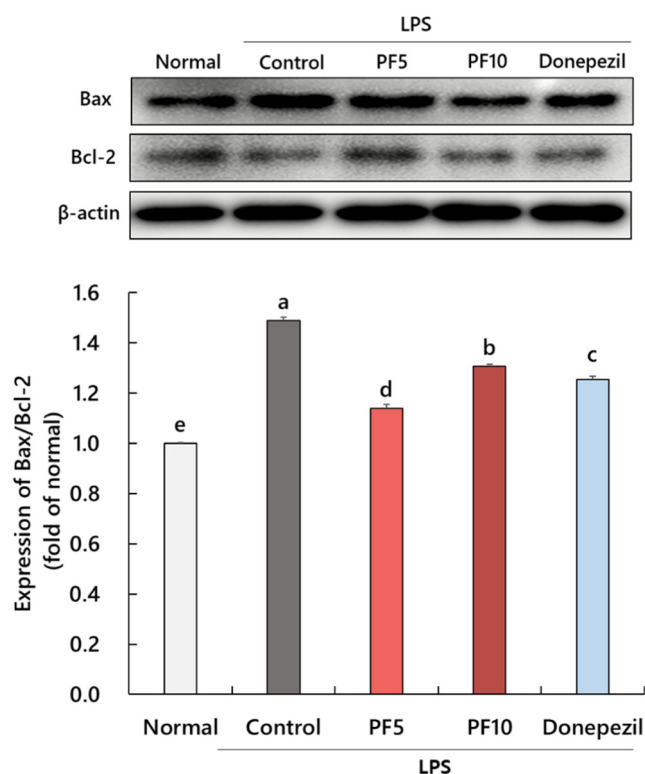 LPS
Normal Control PF5 PF10 Donepezil
Bax
Bcl-2
β-actin
Expression of Bax/Bcl-2
(fold of normal)
1.6
1.4
1.2
1.0
0.8
0.6
0.4
0.2
0.0
e
a
d
b
c
Normal Control PF5 PF10 Donepezil
LPS